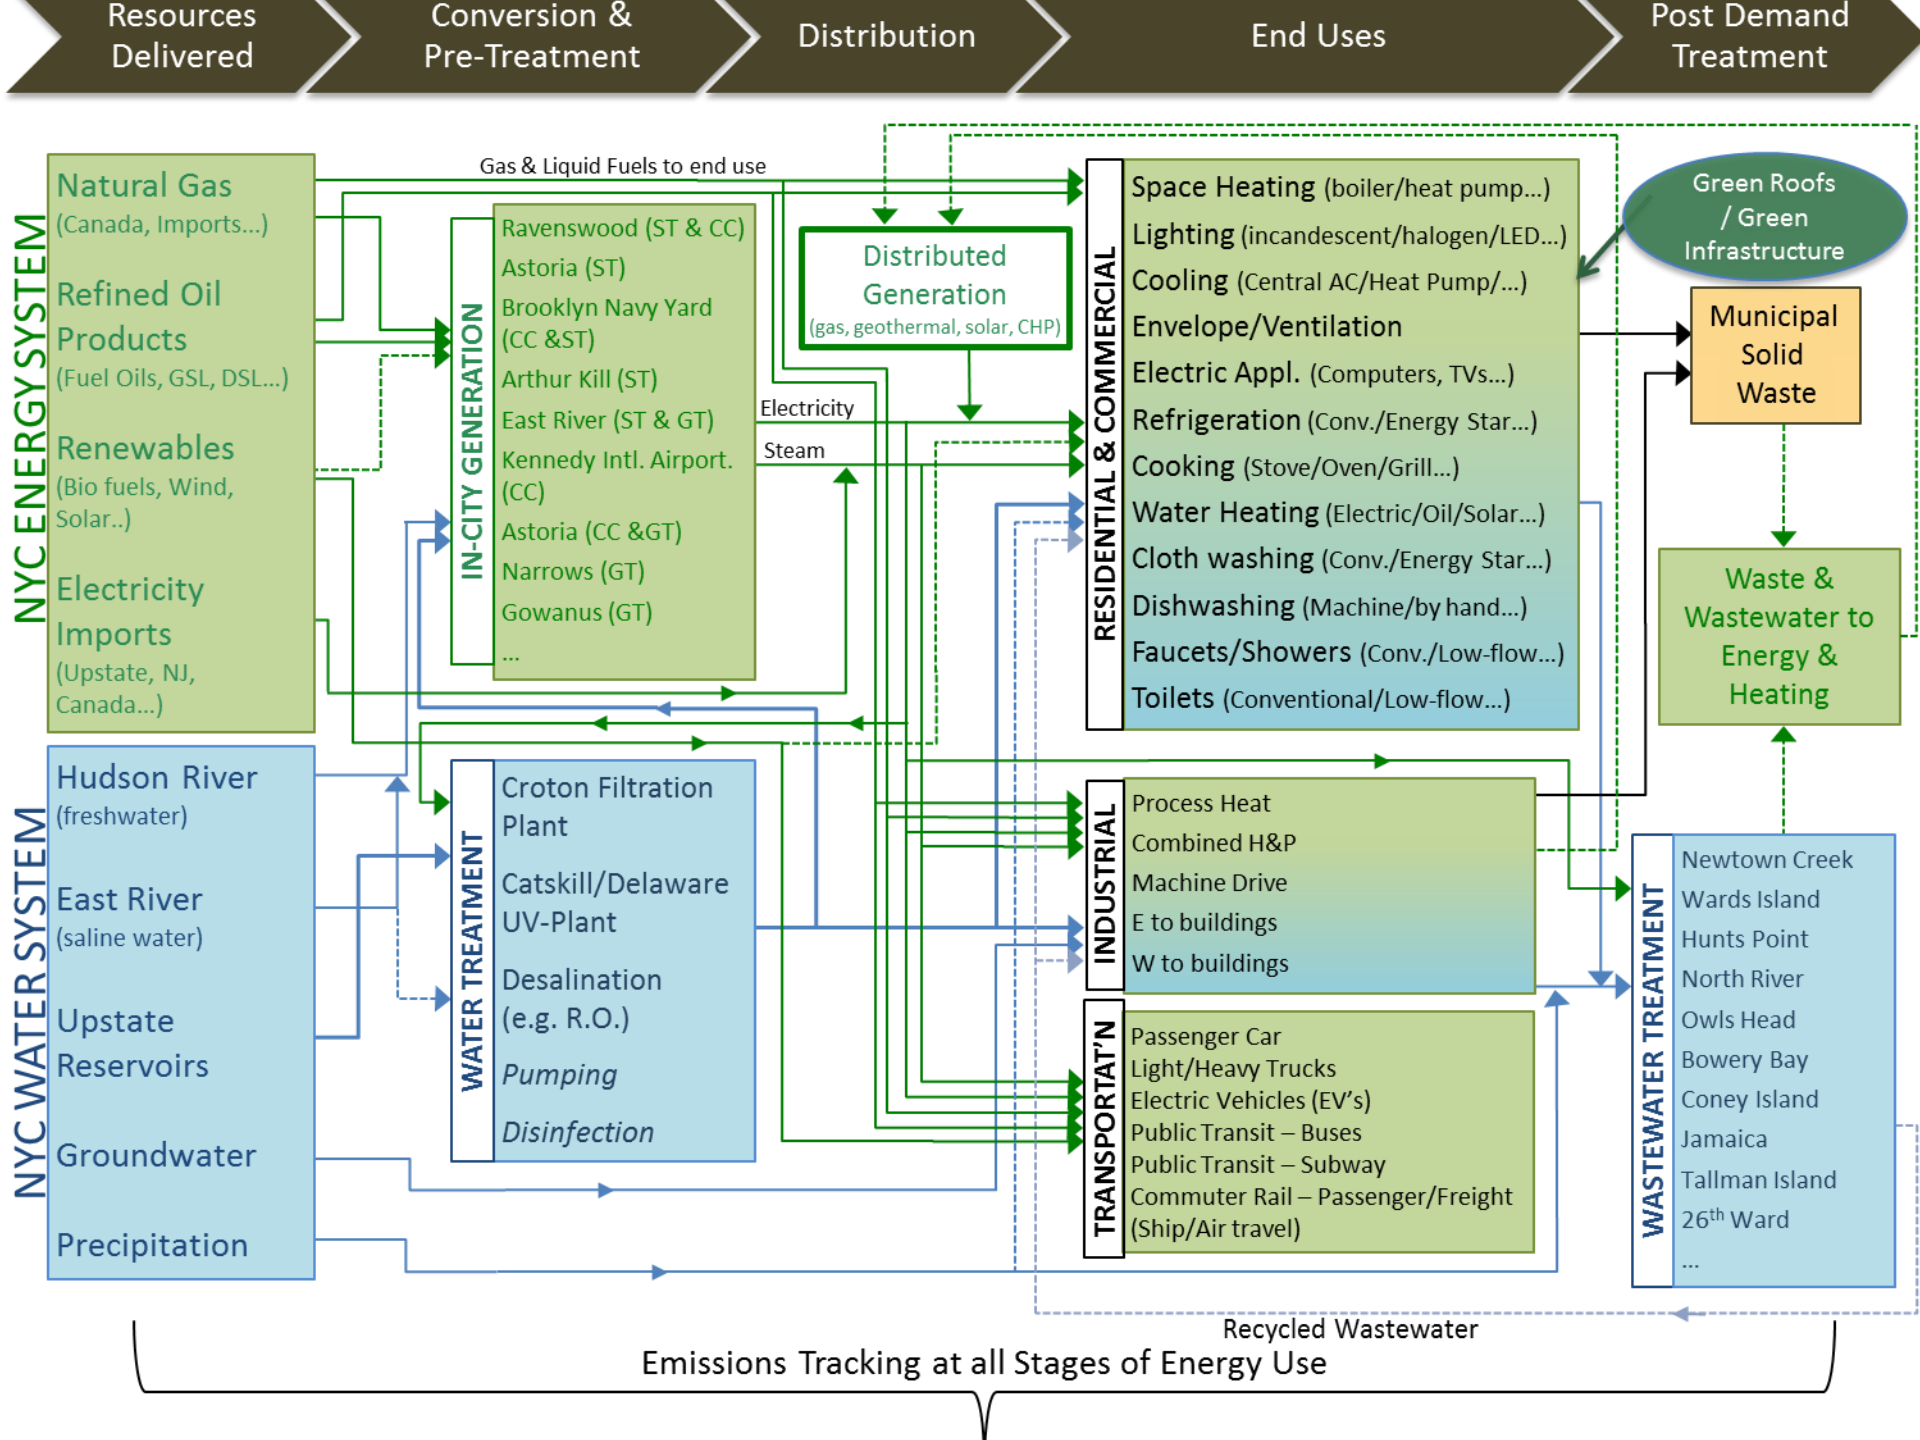 Resources
Delivered
Conversion &
Pre-Treatment
Distribution
End Uses
Post Demand
Treatment
NYC ENERGY SYSTEM
Natural Gas
(Canada, Imports...)
Refined Oil
Products
(Fuel Oils, GSL, DSL...)
Renewables
(Bio fuels, Wind,
Solar..)
Electricity
Imports
(Upstate, NJ,
Canada...)
NYC WATER SYSTEM
Hudson River
(freshwater)
East River
(saline water)
Upstate
Reservoirs
Groundwater
Precipitation
Gas & Liquid Fuels to end use
IN-CITY GENERATION
Ravenswood (ST & CC)
Astoria (ST)
Brooklyn Navy Yard
(CC &ST)
Arthur Kill (ST)
East River (ST & GT)
Kennedy Intl. Airport.
(CC)
Astoria (CC &GT)
Narrows (GT)
Gowanus (GT)
...
WATER TREATMENT
Croton Filtration
Plant
Catskill/Delaware
UV-Plant
Desalination
(e.g. R.O.)
Pumping
Disinfection
Distributed
Generation
(gas, geothermal, solar, CHP)
Electricity
Steam
RESIDENTIAL & COMMERCIAL
Space Heating (boiler/heat pump...)
Lighting (incandescent/halogen/LED...)
Cooling (Central AC/Heat Pump/...)
Envelope/Ventilation
Electric Appl. (Computers, TVs...)
Refrigeration (Conv./Energy Star...)
Cooking (Stove/Oven/Grill...)
Water Heating (Electric/Oil/Solar...)
Cloth washing (Conv./Energy Star...)
Dishwashing (Machine/by hand...)
Faucets/Showers (Conv./Low-flow...)
Toilets (Conventional/Low-flow...)
INDUSTRIAL
Process Heat
Combined H&P
Machine Drive
E to buildings
W to buildings
TRANSPORTAT'N
Passenger Car
Light/Heavy Trucks
Electric Vehicles (EV's)
Public Transit – Buses
Public Transit – Subway
Commuter Rail – Passenger/Freight
(Ship/Air travel)
Green Roofs
/ Green
Infrastructure
Municipal
Solid
Waste
Waste &
Wastewater to
Energy &
Heating
WASTEWATER TREATMENT
Newtown Creek
Wards Island
Hunts Point
North River
Owls Head
Bowery Bay
Coney Island
Jamaica
Tallman Island
26th Ward
...
Recycled Wastewater
Emissions Tracking at all Stages of Energy Use